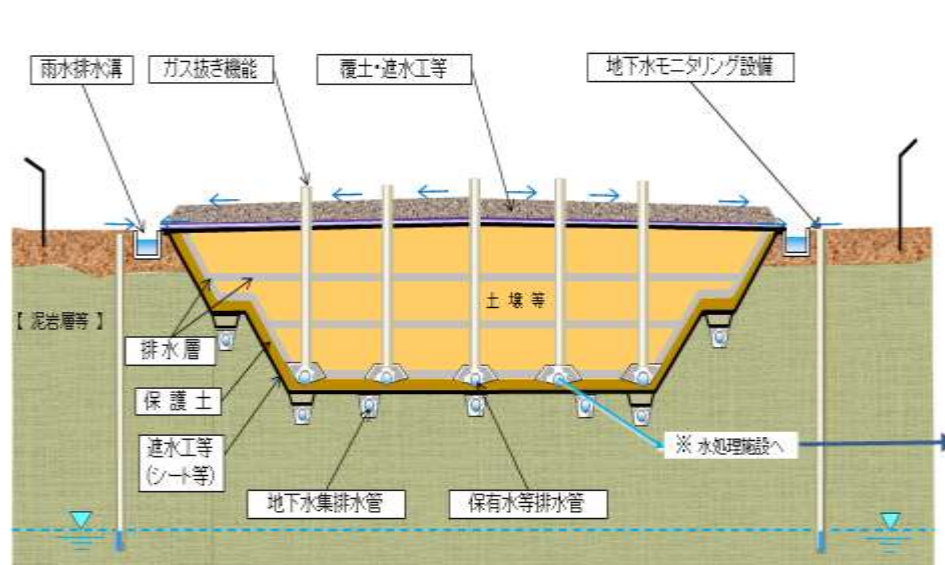 雨水排水溝
ガス抜き機能
覆土・遮水工等
地下水モニタリング設備
土壌等
【 泥岩層等 】
排水層
保護土
遮水工等
(シート等)
※ 水処理施設へ
地下水集排水管
保有水等排水管